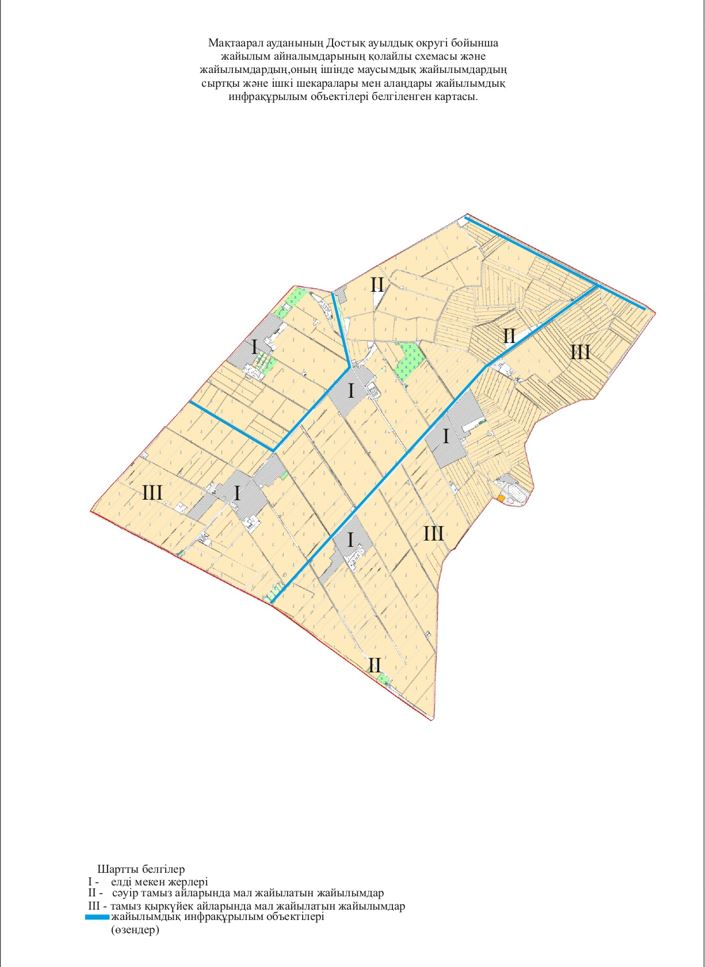 Мақтаарал ауданының Достық ауылдық округі бойынша
жайылым айналымдарының қолайлы схемасы және
жайылымдардың,оның ішінде маусымдық жайылымдардың
сыртқы және ішкі шекаралары мен алаңдары жайылымдық
инфрақұрылым объектілері белгіленген картасы.
II
I
II
III
I
I
III
I
III
I
II
Шартты белгілер
I - елді мекен жерлері
II - сәуір тамыз айларында мал жайылатын жайылымдар
III - тамыз қыркүйек айларында мал жайылатын жайылымдар
жайылымдық инфрақұрылым объектілері
(өзендер)